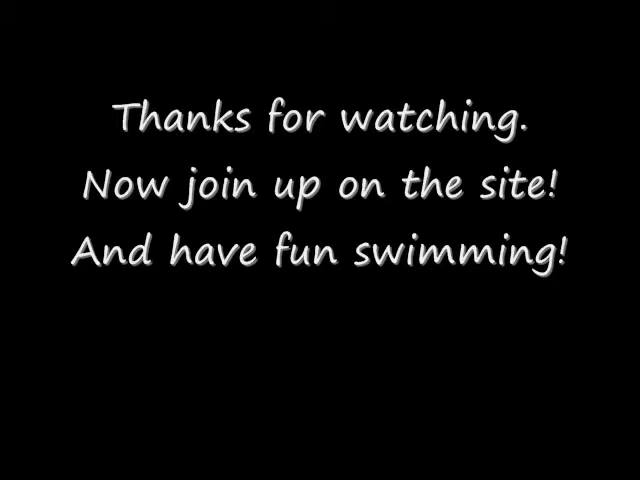 Thanks for watching.
Now join up on the site!
And have fun swimming!